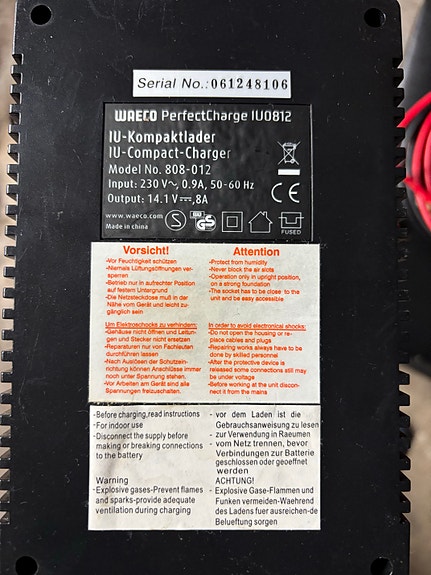 Serial No.: 061248106
WAECO PerfectCharge IU0812
IU-Kompaktlader
IU-Compact-Charger
Model No. 808-012
Input: 230 V~, 0.9A, 50-60 Hz
Output: 14.1 V⎓,8A
www.waeco.com
Made in china
S
GS
FUSED
CE
Vorsicht!
-Vor Feuchtigkeit schützen
-Niemals Lüftungsöffnungen ver-
sperren
-Betrieb nur in aufrechter Position
auf festem Untergrund
-Die Netzsteckdose muß in der
Nähe vom Gerät und leicht zu-
gänglich sein
Um Elektroschocks zu verhindern:
-Gehäuse nicht öffnen und Leitun-
gen und Stecker nicht ersetzen
-Reparaturen nur von Fachleuten
durchführen lassen
-Nach Auslösen der Schutzein-
richtung können Anschlüsse immer
noch unter Spannung stehen.
-Vor Arbeiten am Gerät sind alle
Spannungen freizuschalten.
Attention
-Protect from humidity
-Never block the air slots
-Operation only in upright position,
on a strong foundation
-The socket has to be close to the
unit and be easy accessible
In order to avoid electronical shocks:
-Do not open the housing or re-
place cables and plugs
-Repairing works always have to be
done by skilled personnel
-After the protective device is
released some connections still may
be under voltage
-Before working at the unit discon-
nect it from the mains
-Before charging,read instructions
-For indoor use
-Disconnect the supply before
making or breaking connections
to the battery
Warning
-Explosive gases-Prevent flames
and sparks-provide adequate
ventilation during charging
- vor dem Laden ist die
Gebrauchsanweisung zu lesen
- zur Verwendung in Raeumen
- vom Netz trennen, bevor
Verbindungen zur Batterie
geschlossen oder geoeffnet
werden
ACHTUNG!
- Explosive Gase-Flammen und
Funken vermeiden-Waehrend
des Ladens fuer ausreichen-de
Belueftung sorgen